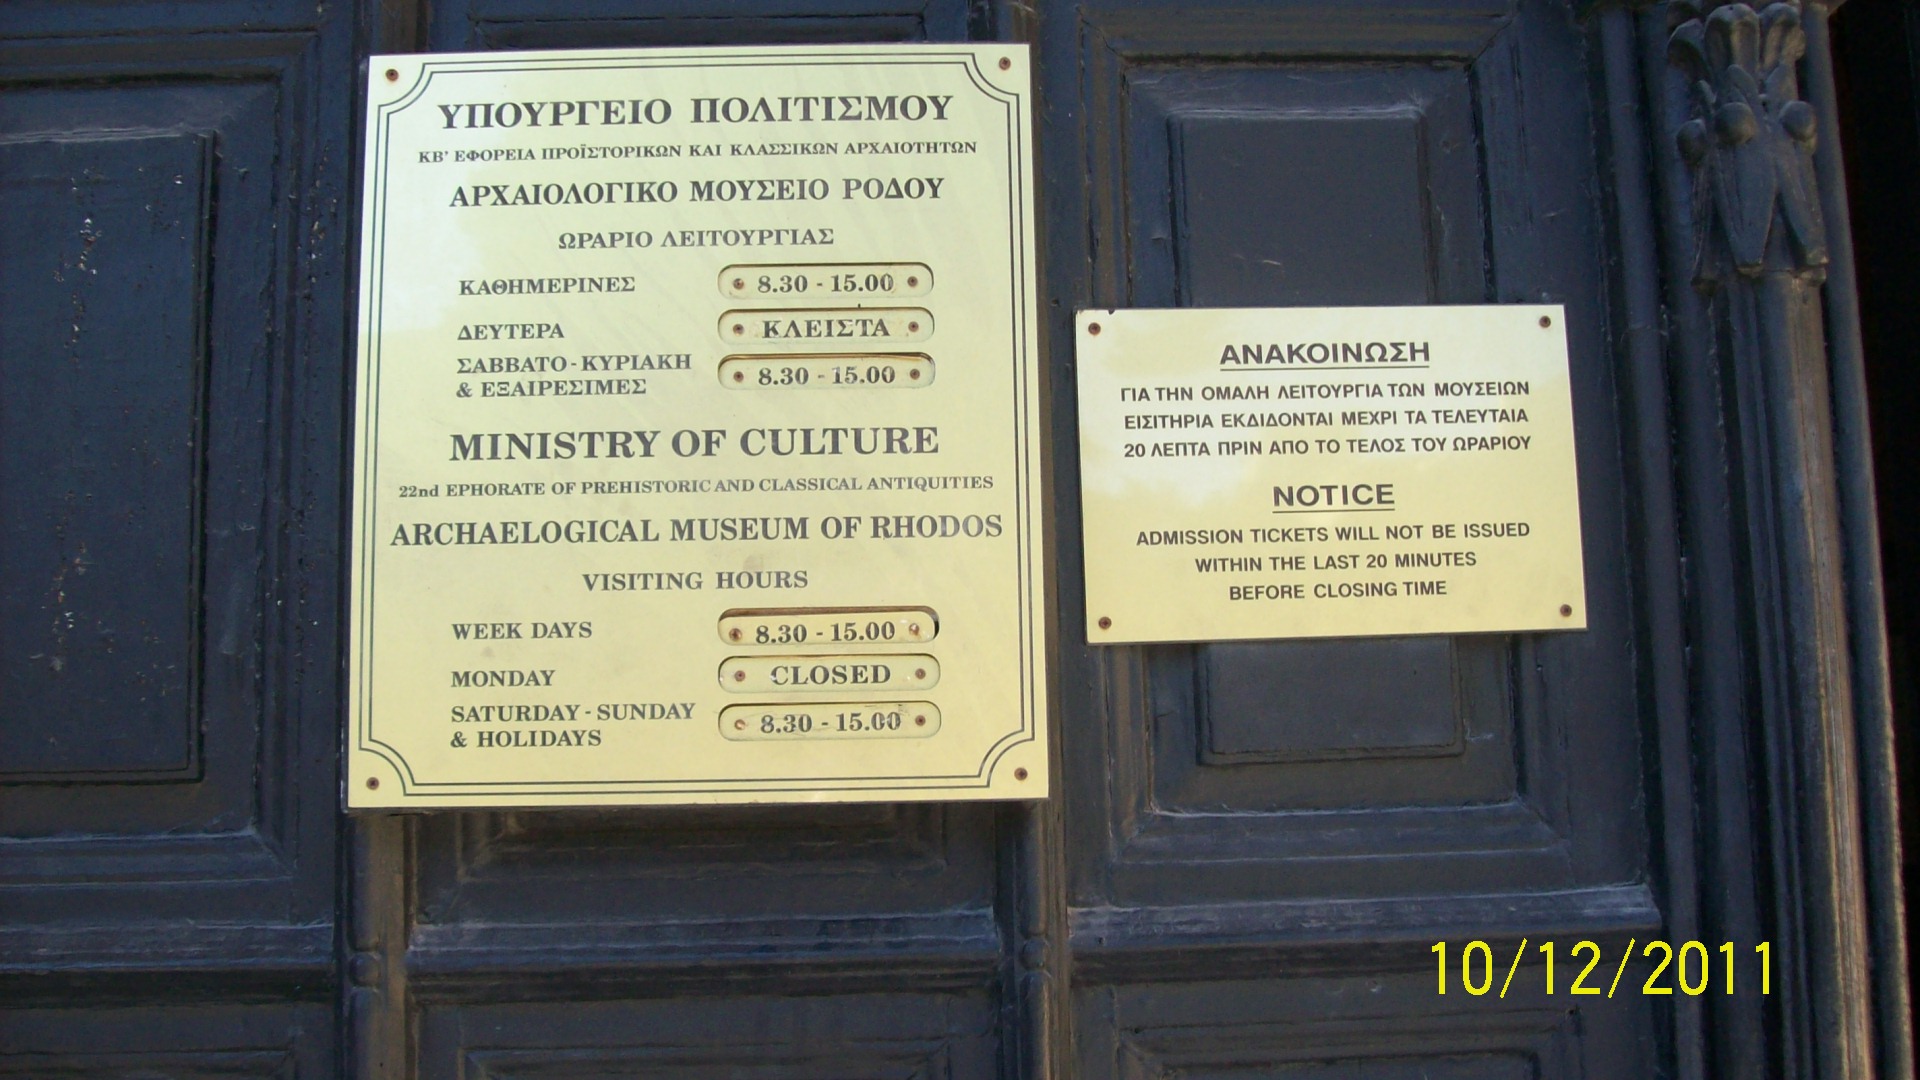 ΥΠΟΥΡΓΕΙΟ ΠΟΛΙΤΙΣΜΟΥ
ΚΒ' ΕΦΟΡΕΙΑ ΠΡΟΪΣΤΟΡΙΚΩΝ ΚΑΙ ΚΛΑΣΣΙΚΩΝ ΑΡΧΑΙΟΤΗΤΩΝ
ΑΡΧΑΙΟΛΟΓΙΚΟ ΜΟΥΣΕΙΟ ΡΟΔΟΥ
ΩΡΑΡΙΟ ΛΕΙΤΟΥΡΓΙΑΣ
ΚΑΘΗΜΕΡΙΝΕΣ 8.30 - 15.00
ΔΕΥΤΕΡΑ ΚΛΕΙΣΤΑ
ΣΑΒΒΑΤΟ - ΚΥΡΙΑΚΗ
& ΕΞΑΙΡΕΣΙΜΕΣ 8.30 - 15.00
MINISTRY OF CULTURE
22nd EPHORATE OF PREHISTORIC AND CLASSICAL ANTIQUITIES
ARCHAELOGICAL MUSEUM OF RHODOS
VISITING HOURS
WEEK DAYS 8.30 - 15.00
MONDAY CLOSED
SATURDAY - SUNDAY
& HOLIDAYS 8.30 - 15.00
ΑΝΑΚΟΙΝΩΣΗ
ΓΙΑ ΤΗΝ ΟΜΑΛΗ ΛΕΙΤΟΥΡΓΙΑ ΤΩΝ ΜΟΥΣΕΙΩΝ
ΕΙΣΙΤΗΡΙΑ ΕΚΔΙΔΟΝΤΑΙ ΜΕΧΡΙ ΤΑ ΤΕΛΕΥΤΑΙΑ
20 ΛΕΠΤΑ ΠΡΙΝ ΑΠΟ ΤΟ ΤΕΛΟΣ ΤΟΥ ΩΡΑΡΙΟΥ
NOTICE
ADMISSION TICKETS WILL NOT BE ISSUED
WITHIN THE LAST 20 MINUTES
BEFORE CLOSING TIME
10/12/2011